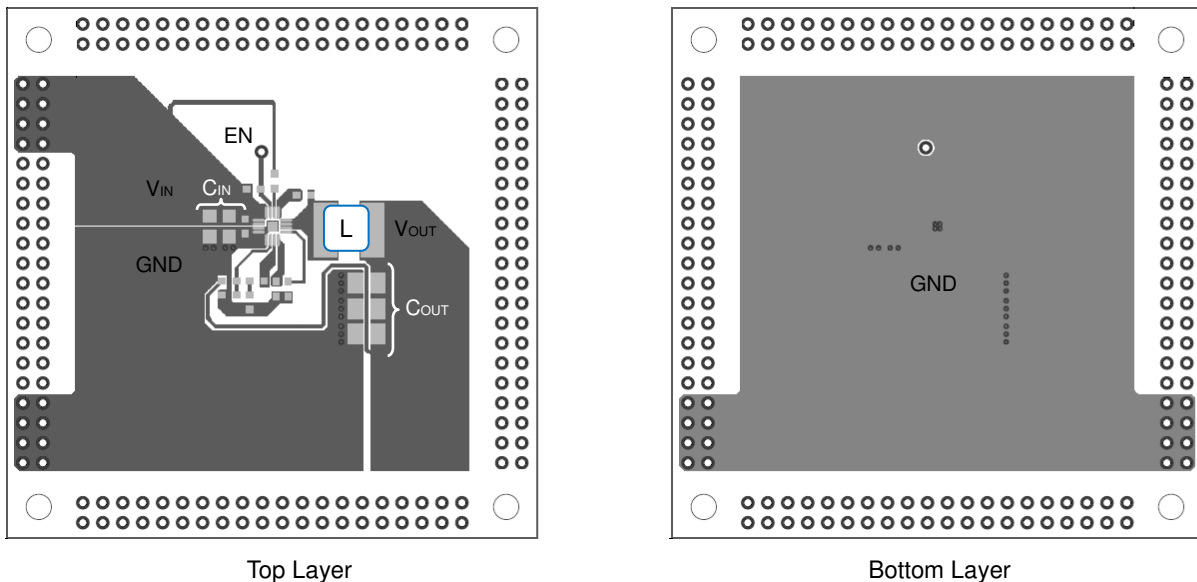 EN
VIN
CIN
L
VOUT
GND
COUT
GND
Top Layer
Bottom Layer